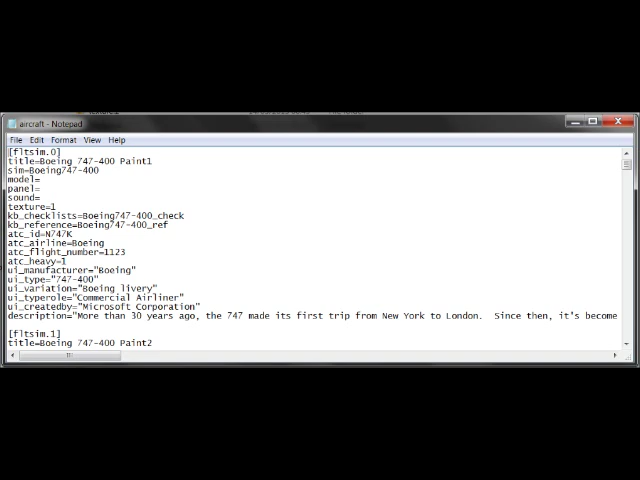 aircraft - Notepad
File Edit Format View Help
[fltsim.0]
title=Boeing 747-400 Paint1
sim=Boeing747-400
model=
panel=
sound=
texture=1
kb_checklists=Boeing747-400_check
kb_reference=Boeing747-400_ref
atc_id=N747K
atc_airline=Boeing
atc_flight_number=1123
atc_heavy=1
ui_manufacturer="Boeing"
ui_type="747-400"
ui_variation="Boeing livery"
ui_typerole="Commercial Airliner"
ui_createdby="Microsoft Corporation"
description="More than 30 years ago, the 747 made its first trip from New York to London.  Since then, it's become
[fltsim.1]
title=Boeing 747-400 Paint2